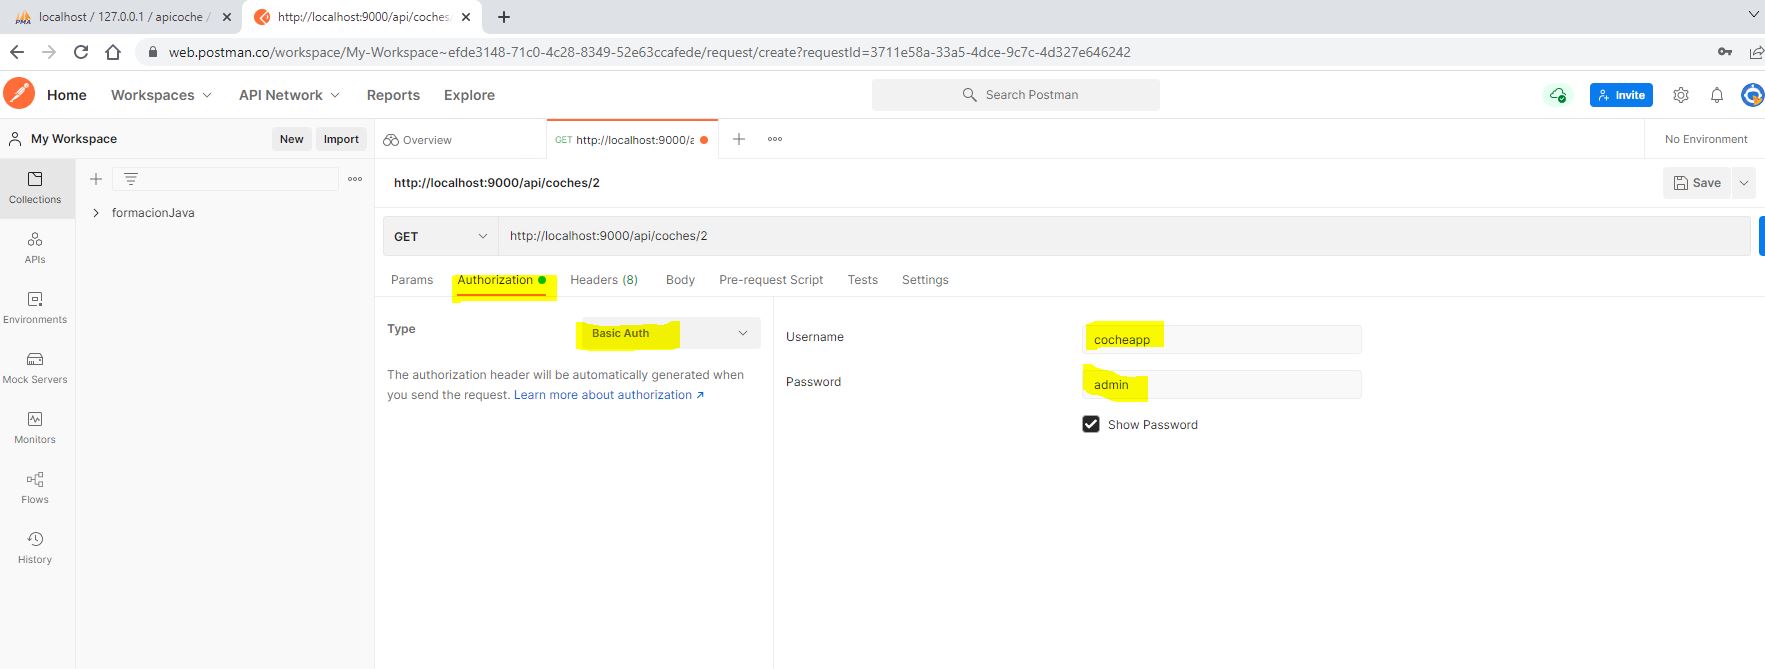 localhost / 127.0.0.1 / apicoche /
http://localhost:9000/api/coches
web.postman.co/workspace/My-Workspace~efde3148-71c0-4c28-8349-52e63ccafede/request/create?requestId=3711e58a-33a5-4dce-9c7c-4d327e646242
Home Workspaces API Network Reports Explore Search Postman Invite
My Workspace New Import Overview GET http://localhost:9000/a No Environment
Collections
formacionJava
APIs
Environments
Mock Servers
Monitors
Flows
History
http://localhost:9000/api/coches/2 Save
GET http://localhost:9000/api/coches/2
Params Authorization Headers (8) Body Pre-request Script Tests Settings
Type Basic Auth
The authorization header will be automatically generated when
you send the request. Learn more about authorization ↗
Username cocheapp
Password admin
Show Password